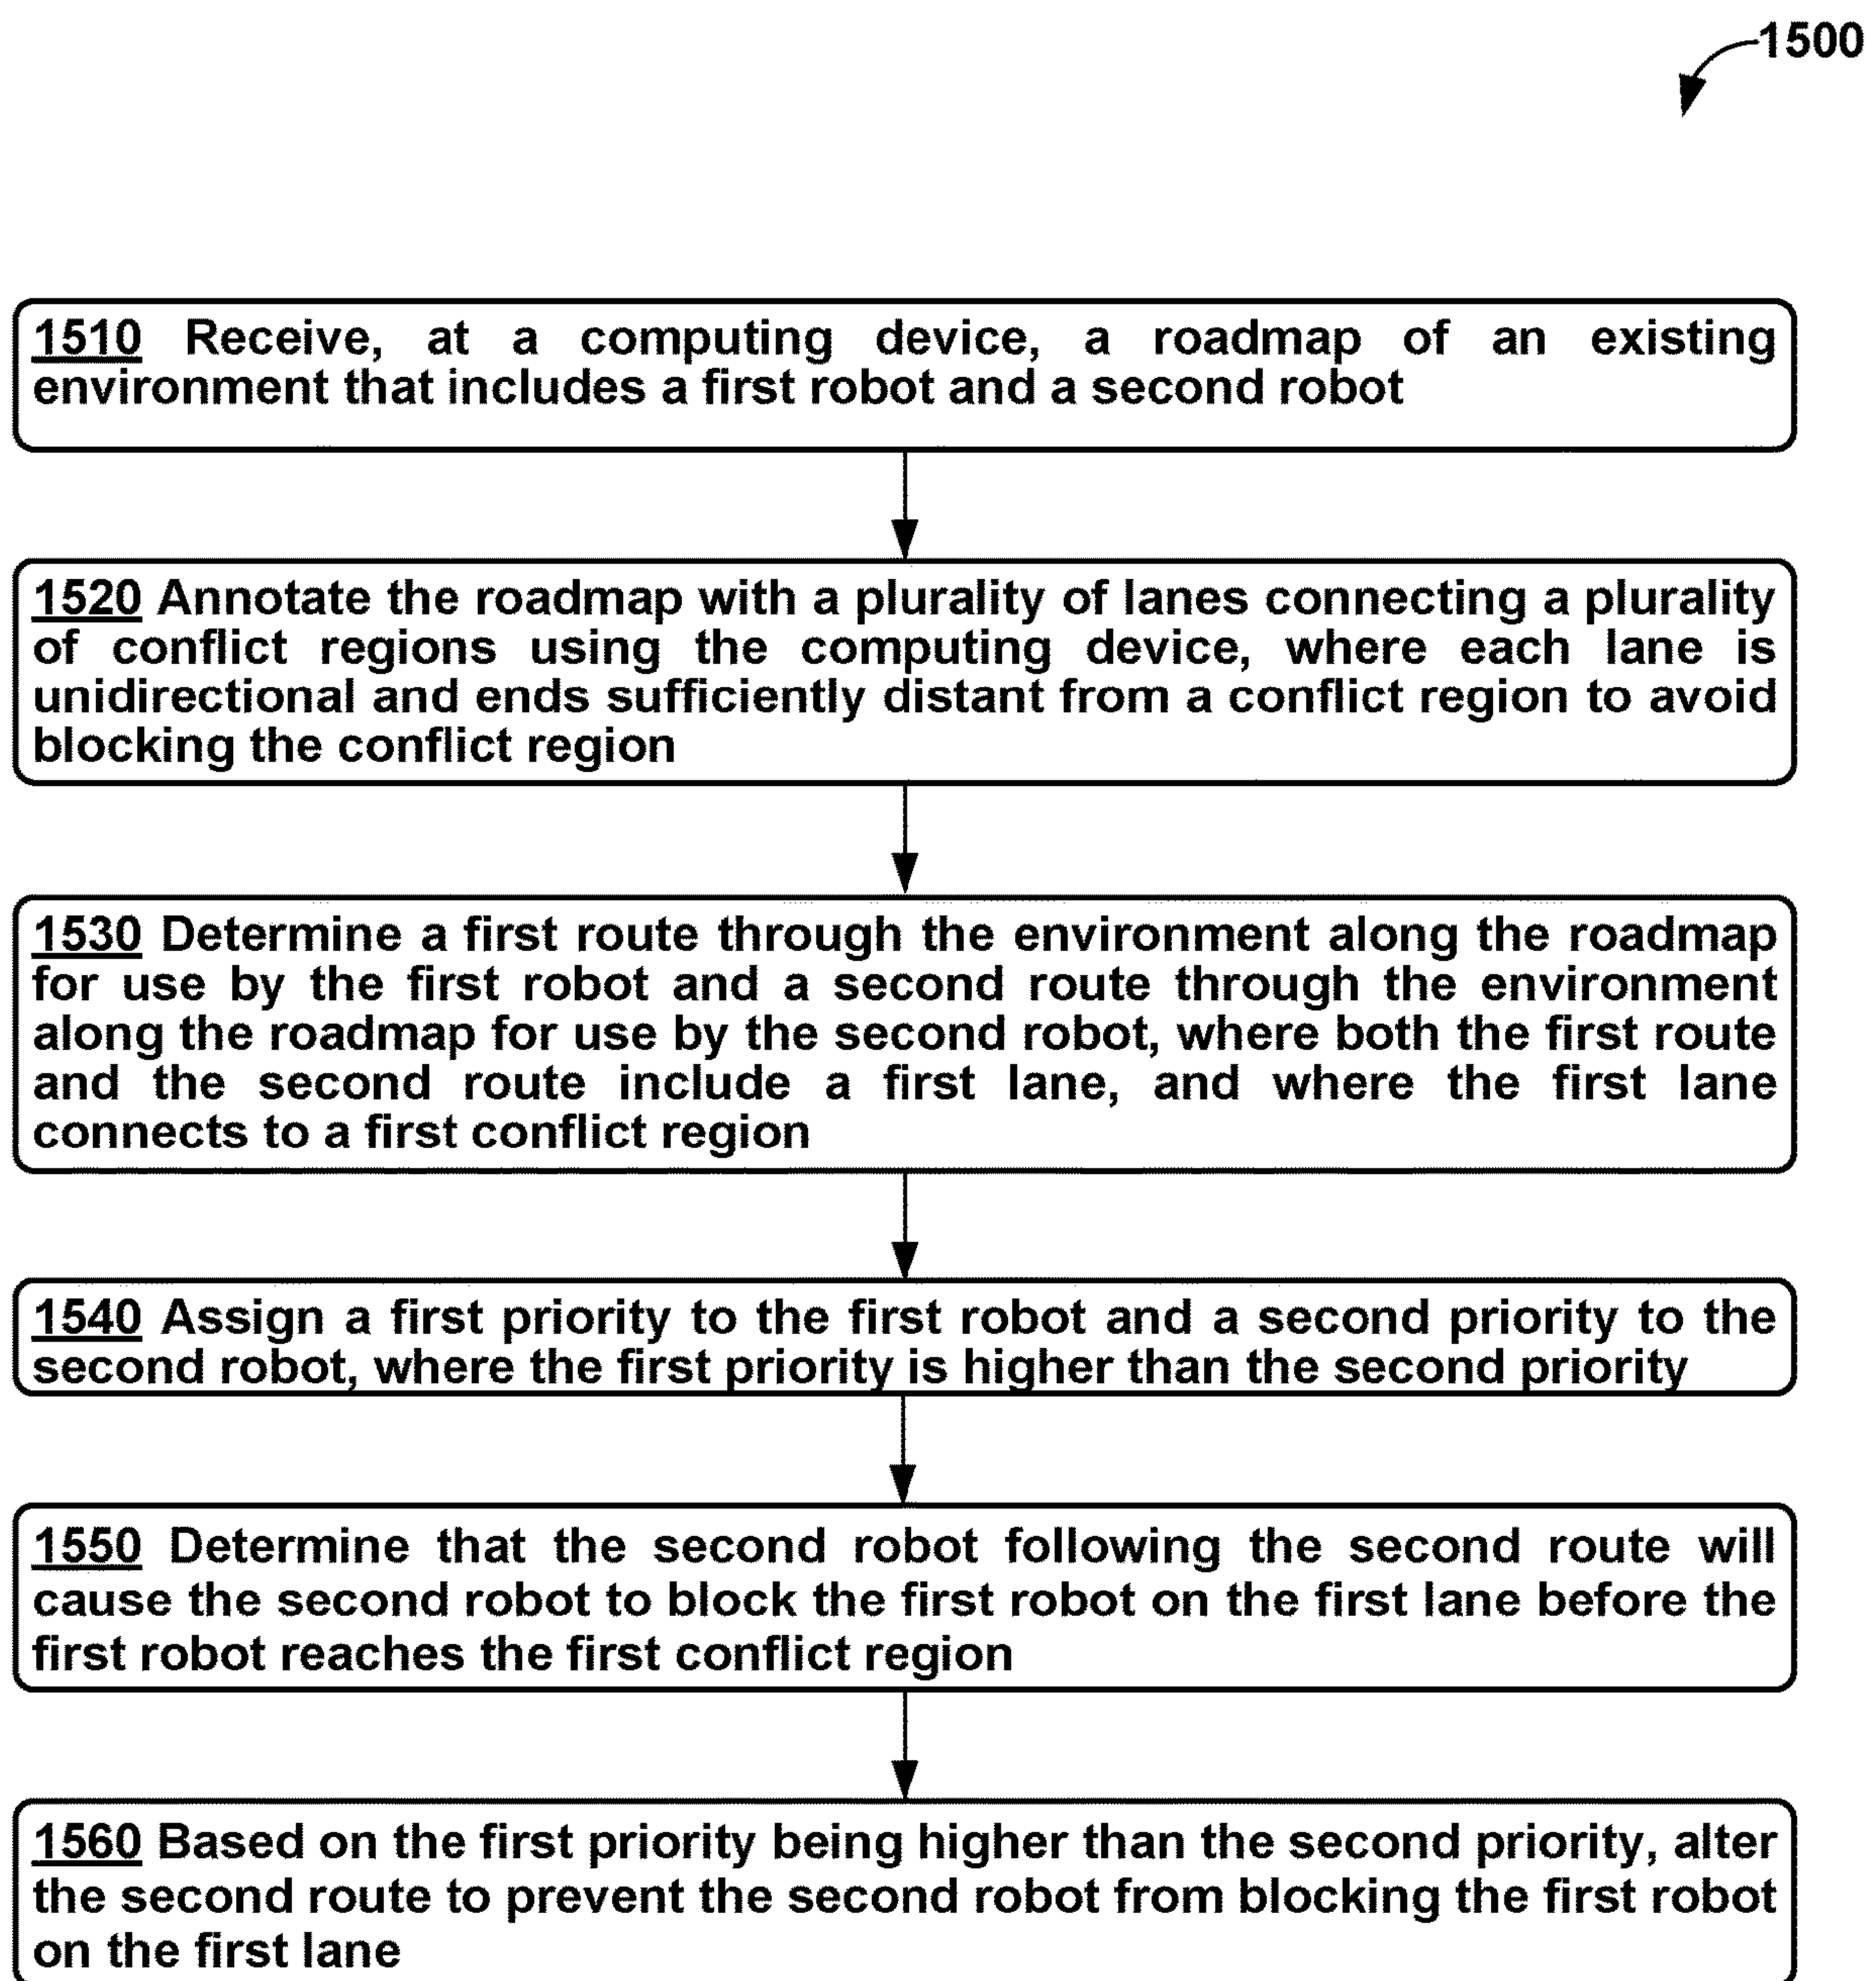 1500
1510 Receive, at a computing device, a roadmap of an existing
environment that includes a first robot and a second robot
1520 Annotate the roadmap with a plurality of lanes connecting a plurality
of conflict regions using the computing device, where each lane is
unidirectional and ends sufficiently distant from a conflict region to avoid
blocking the conflict region
1530 Determine a first route through the environment along the roadmap
for use by the first robot and a second route through the environment
along the roadmap for use by the second robot, where both the first route
and the second route include a first lane, and where the first lane
connects to a first conflict region
1540 Assign a first priority to the first robot and a second priority to the
second robot, where the first priority is higher than the second priority
1550 Determine that the second robot following the second route will
cause the second robot to block the first robot on the first lane before the
first robot reaches the first conflict region
1560 Based on the first priority being higher than the second priority, alter
the second route to prevent the second robot from blocking the first robot
on the first lane